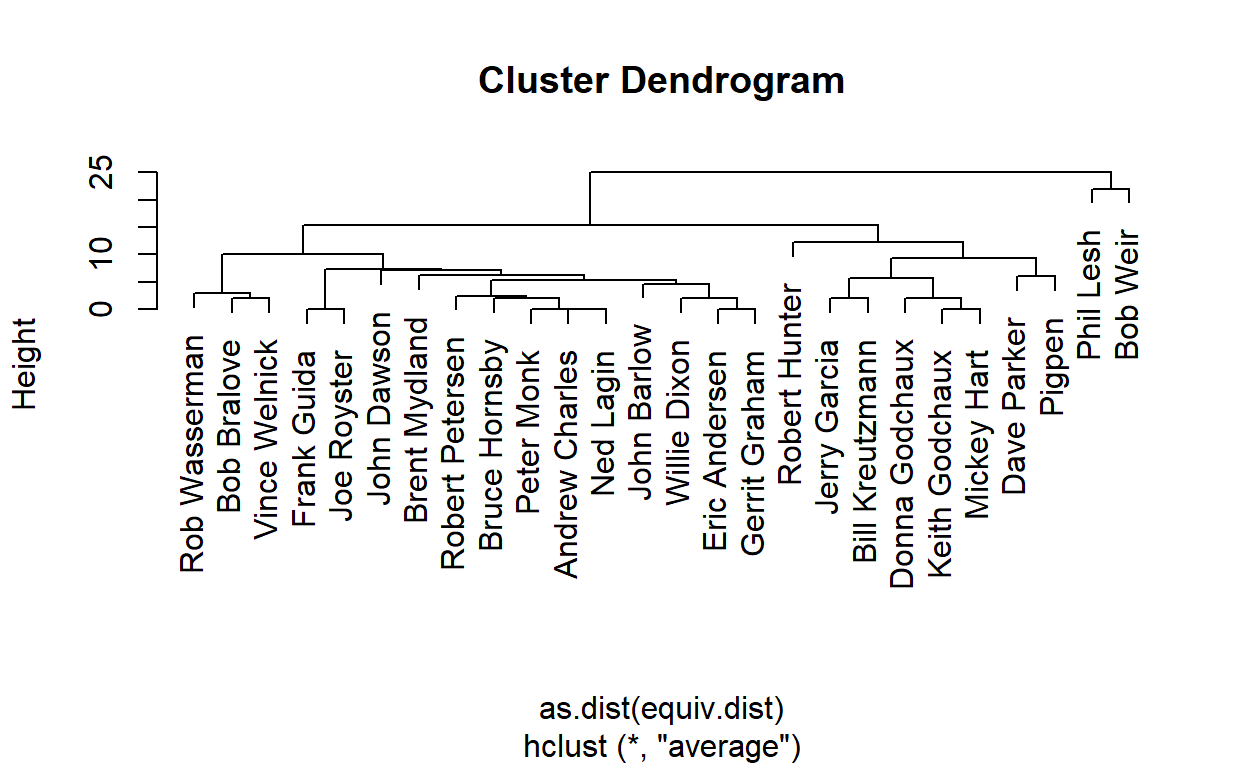 Cluster Dendrogram
Height
0
10
25
Rob Wasserman
Bob Bralove
Vince Welnick
Frank Guida
Joe Royster
John Dawson
Brent Mydland
Robert Petersen
Bruce Hornsby
Peter Monk
Andrew Charles
Ned Lagin
John Barlow
Willie Dixon
Eric Andersen
Gerrit Graham
Robert Hunter
Jerry Garcia
Bill Kreutzmann
Donna Godchaux
Keith Godchaux
Mickey Hart
Dave Parker
Pigpen
Phil Lesh
Bob Weir
as.dist(equiv.dist)
hclust (*, "average")